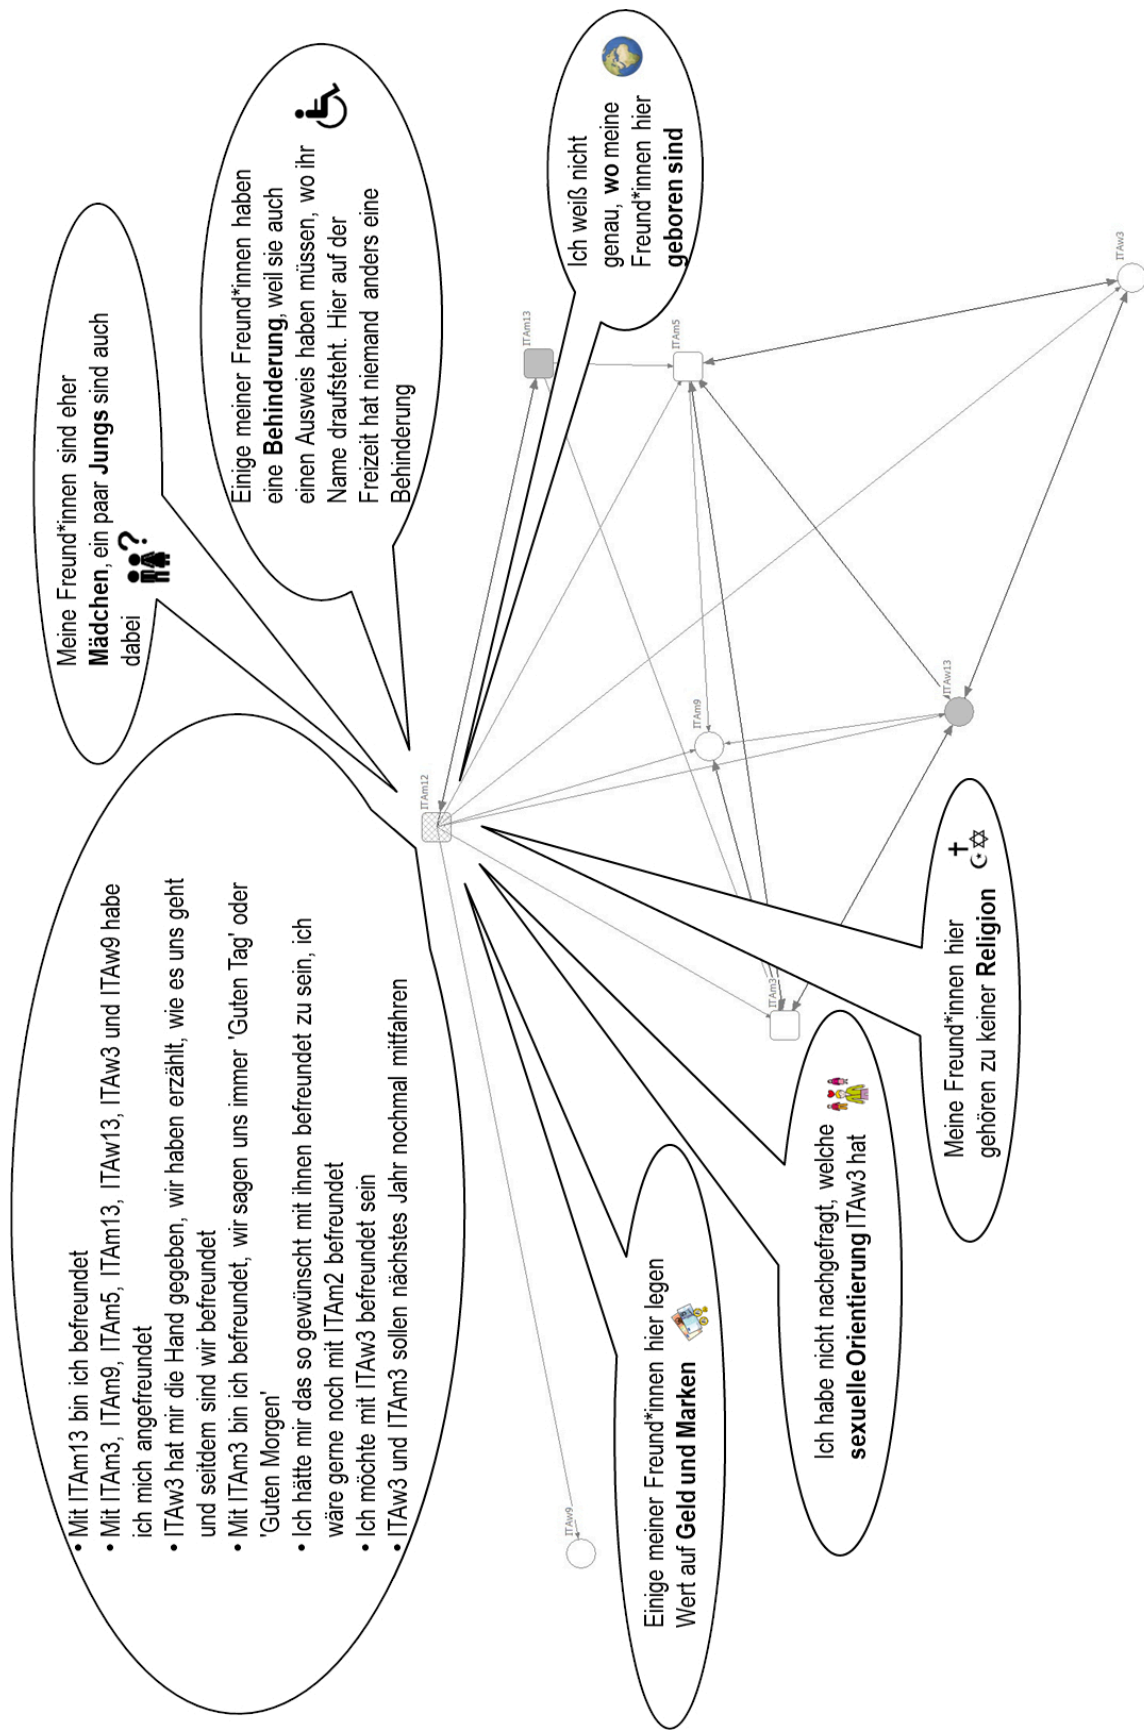 • Mit ITAm13 bin ich befreundet
• Mit ITAm3, ITAm9, ITAm5, ITAm13, ITAw13, ITAw3 und ITAw9 habe
ich mich angefreundet
• ITAw3 hat mir die Hand gegeben, wir haben erzählt, wie es uns geht
und seitdem sind wir befreundet
• Mit ITAm3 bin ich befreundet, wir sagen uns immer 'Guten Tag' oder
'Guten Morgen'
• Ich hätte mir das so gewünscht mit ihnen befreundet zu sein, ich
wäre gerne noch mit ITAm2 befreundet
• Ich möchte mit ITAw3 befreundet sein
• ITAw3 und ITAm3 sollen nächstes Jahr nochmal mitfahren
Meine Freund*innen sind eher
Mädchen, ein paar Jungs sind auch
dabei
?
Einige meiner Freund*innen haben
eine Behinderung, weil sie auch
einen Ausweis haben müssen, wo ihr
Name draufsteht. Hier auf der
Freizeit hat niemand anders eine
Behinderung
Ich weiß nicht
genau, wo meine
Freund*innen hier
geboren sind
ITAm12
ITAm13
ITAm5
ITAm9
ITAw3
ITAw13
ITAm3
ITAw9
Einige meiner Freund*innen hier legen
Wert auf Geld und Marken
Ich habe nicht nachgefragt, welche
sexuelle Orientierung ITAw3 hat
Meine Freund*innen hier
gehören zu keiner Religion